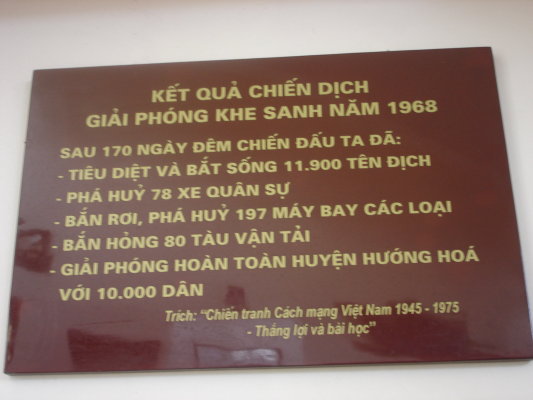 KẾT QUẢ CHIẾN DỊCH
GIẢI PHÓNG KHE SANH NĂM 1968
SAU 170 NGÀY ĐÊM CHIẾN ĐẤU TA ĐÃ:
- TIÊU DIỆT VÀ BẮT SỐNG 11.900 TÊN ĐỊCH
- PHÁ HUỶ 78 XE QUÂN SỰ
- BẮN RƠI, PHÁ HUỶ 197 MÁY BAY CÁC LOẠI
- BẮN HỎNG 80 TÀU VẬN TẢI
- GIẢI PHÓNG HOÀN TOÀN HUYỆN HƯỚNG HOÁ
VỚI 10.000 DÂN
Trích: "Chiến tranh Cách mạng Việt Nam 1945 - 1975
- Thắng lợi và bài học"